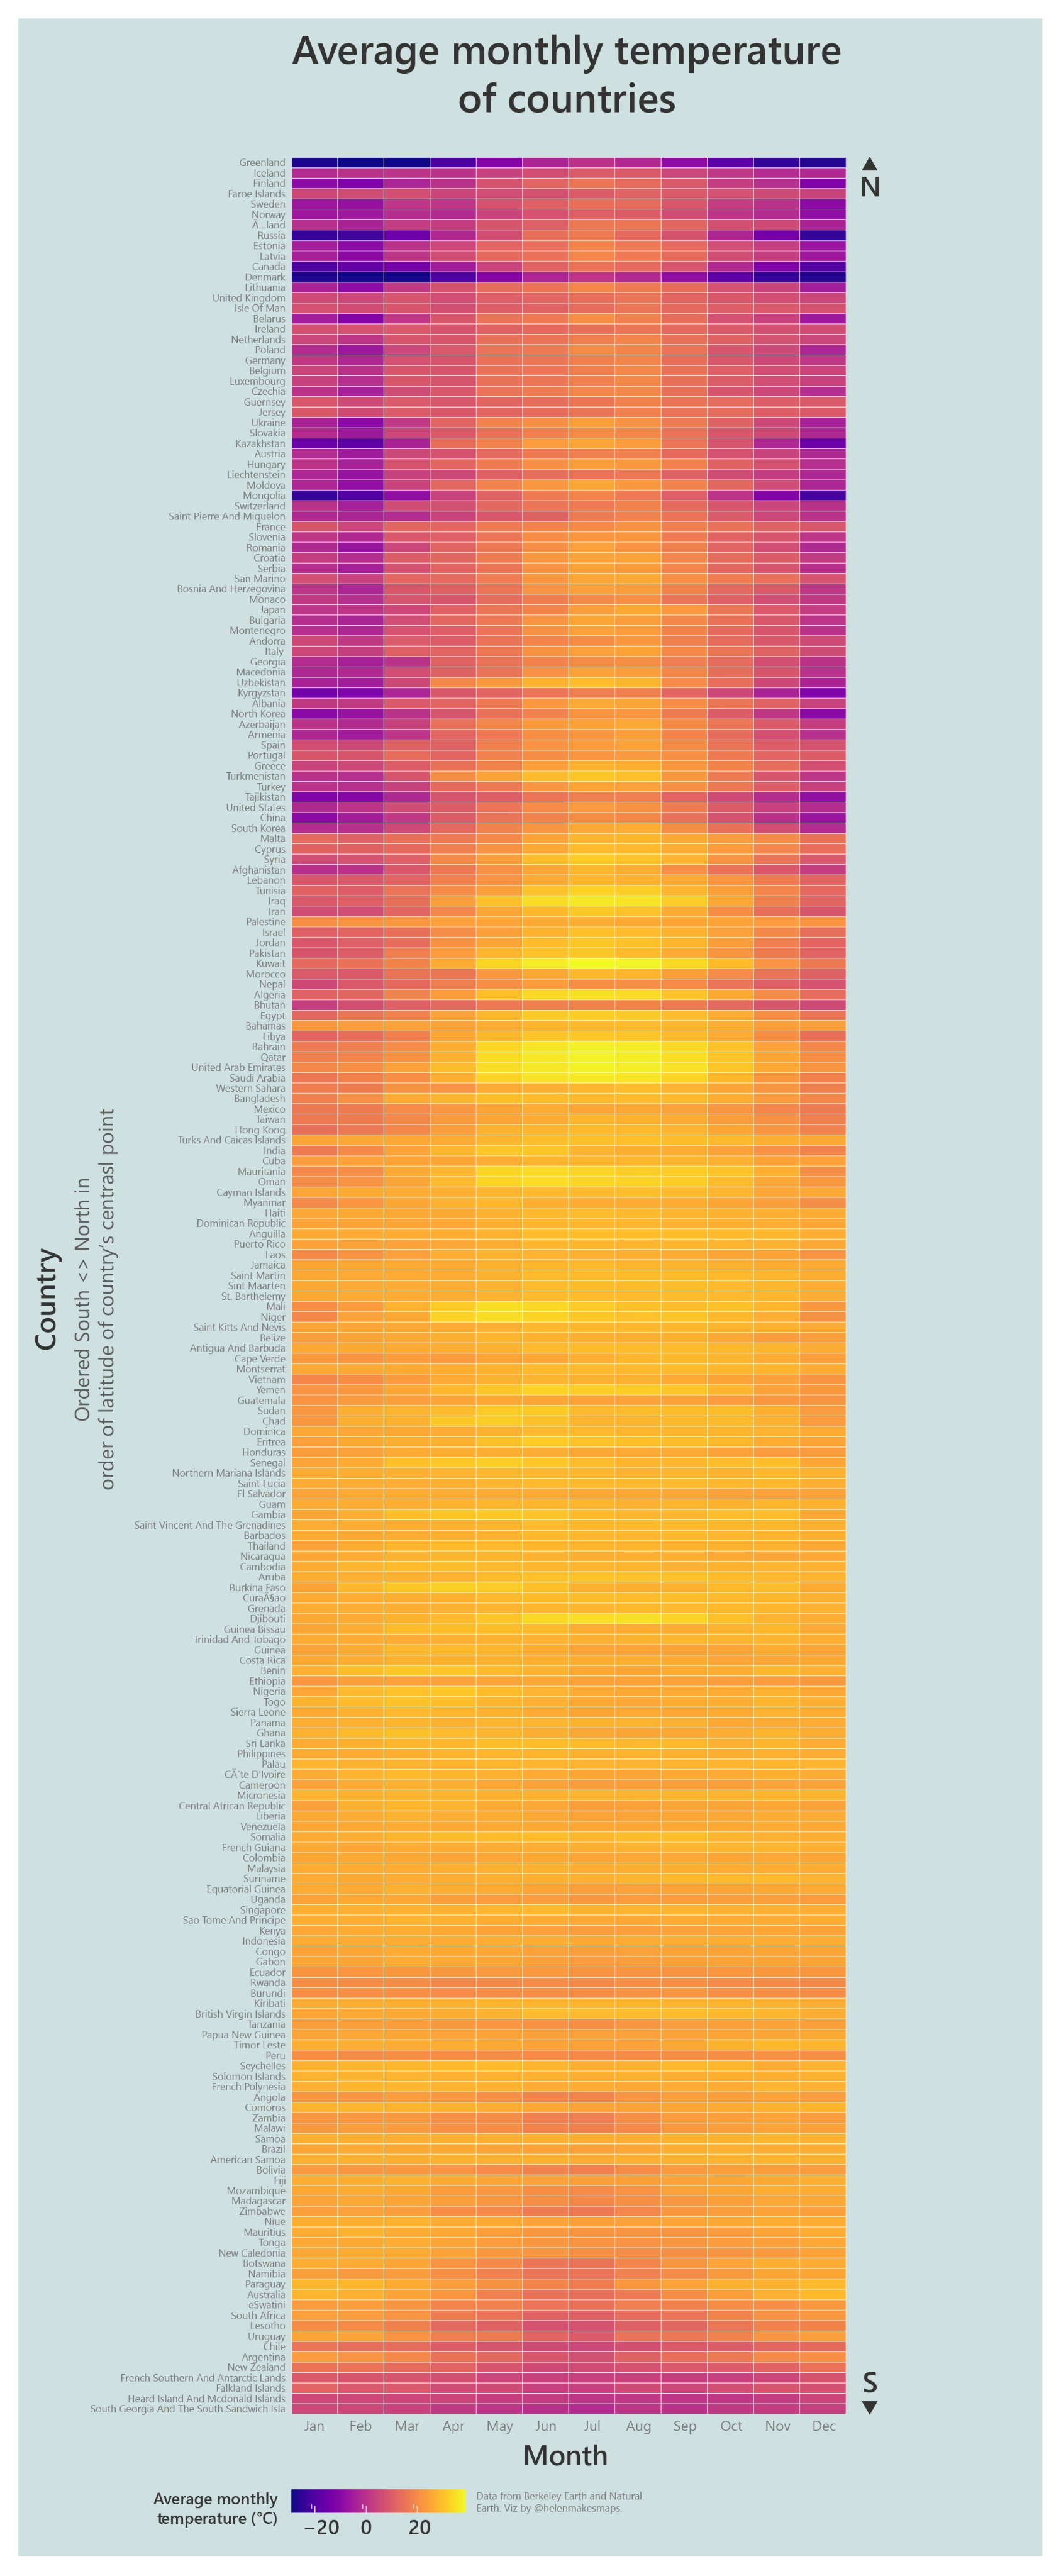 Average monthly temperature
of countries
Greenland
Iceland
Finland
Faroe Islands
Sweden
Norway
Ã…land
Russia
Estonia
Latvia
Canada
Denmark
Lithuania
United Kingdom
Isle Of Man
Belarus
Ireland
Netherlands
Poland
Germany
Belgium
Luxembourg
Czechia
Guernsey
Jersey
Ukraine
Slovakia
Kazakhstan
Austria
Hungary
Liechtenstein
Moldova
Mongolia
Switzerland
Saint Pierre And Miquelon
France
Slovenia
Romania
Croatia
Serbia
San Marino
Bosnia And Herzegovina
Monaco
Japan
Bulgaria
Montenegro
Andorra
Italy
Georgia
Macedonia
Uzbekistan
Kyrgyzstan
Albania
North Korea
Azerbaijan
Armenia
Spain
Portugal
Greece
Turkmenistan
Turkey
Tajikistan
United States
China
South Korea
Malta
Cyprus
Syria
Afghanistan
Lebanon
Tunisia
Iraq
Iran
Palestine
Israel
Jordan
Pakistan
Kuwait
Morocco
Nepal
Algeria
Bhutan
Egypt
Bahamas
Libya
Bahrain
Qatar
United Arab Emirates
Saudi Arabia
Western Sahara
Bangladesh
Mexico
Taiwan
Hong Kong
Turks And Caicas Islands
India
Cuba
Mauritania
Oman
Cayman Islands
Myanmar
Haiti
Dominican Republic
Anguilla
Puerto Rico
Laos
Jamaica
Saint Martin
Sint Maarten
St. Barthelemy
Mali
Niger
Saint Kitts And Nevis
Belize
Antigua And Barbuda
Cape Verde
Montserrat
Vietnam
Yemen
Guatemala
Sudan
Chad
Dominica
Eritrea
Honduras
Senegal
Northern Mariana Islands
Saint Lucia
El Salvador
Guam
Gambia
Saint Vincent And The Grenadines
Barbados
Thailand
Nicaragua
Cambodia
Aruba
Burkina Faso
CuraÃ§ao
Grenada
Djibouti
Guinea Bissau
Trinidad And Tobago
Guinea
Costa Rica
Benin
Ethiopia
Nigeria
Togo
Sierra Leone
Panama
Ghana
Sri Lanka
Philippines
Palau
CÃ´te D'Ivoire
Cameroon
Micronesia
Central African Republic
Liberia
Venezuela
Somalia
French Guiana
Colombia
Malaysia
Suriname
Equatorial Guinea
Uganda
Singapore
Sao Tome And Principe
Kenya
Indonesia
Congo
Gabon
Ecuador
Rwanda
Burundi
Kiribati
British Virgin Islands
Tanzania
Papua New Guinea
Timor Leste
Peru
Seychelles
Solomon Islands
French Polynesia
Angola
Comoros
Zambia
Malawi
Samoa
Brazil
American Samoa
Bolivia
Fiji
Mozambique
Madagascar
Zimbabwe
Niue
Mauritius
Tonga
New Caledonia
Botswana
Namibia
Paraguay
Australia
eSwatini
South Africa
Lesotho
Uruguay
Chile
Argentina
New Zealand
French Southern And Antarctic Lands
Falkland Islands
Heard Island And Mcdonald Islands
South Georgia And The South Sandwich Isla
N
S
Country
Ordered South <> North in
order of latitude of country's centrasl point
Jan Feb Mar Apr May Jun Jul Aug Sep Oct Nov Dec
Month
Average monthly
temperature (°C)
−20 0 20
Data from Berkeley Earth and Natural
Earth. Viz by @helenmakesmaps.